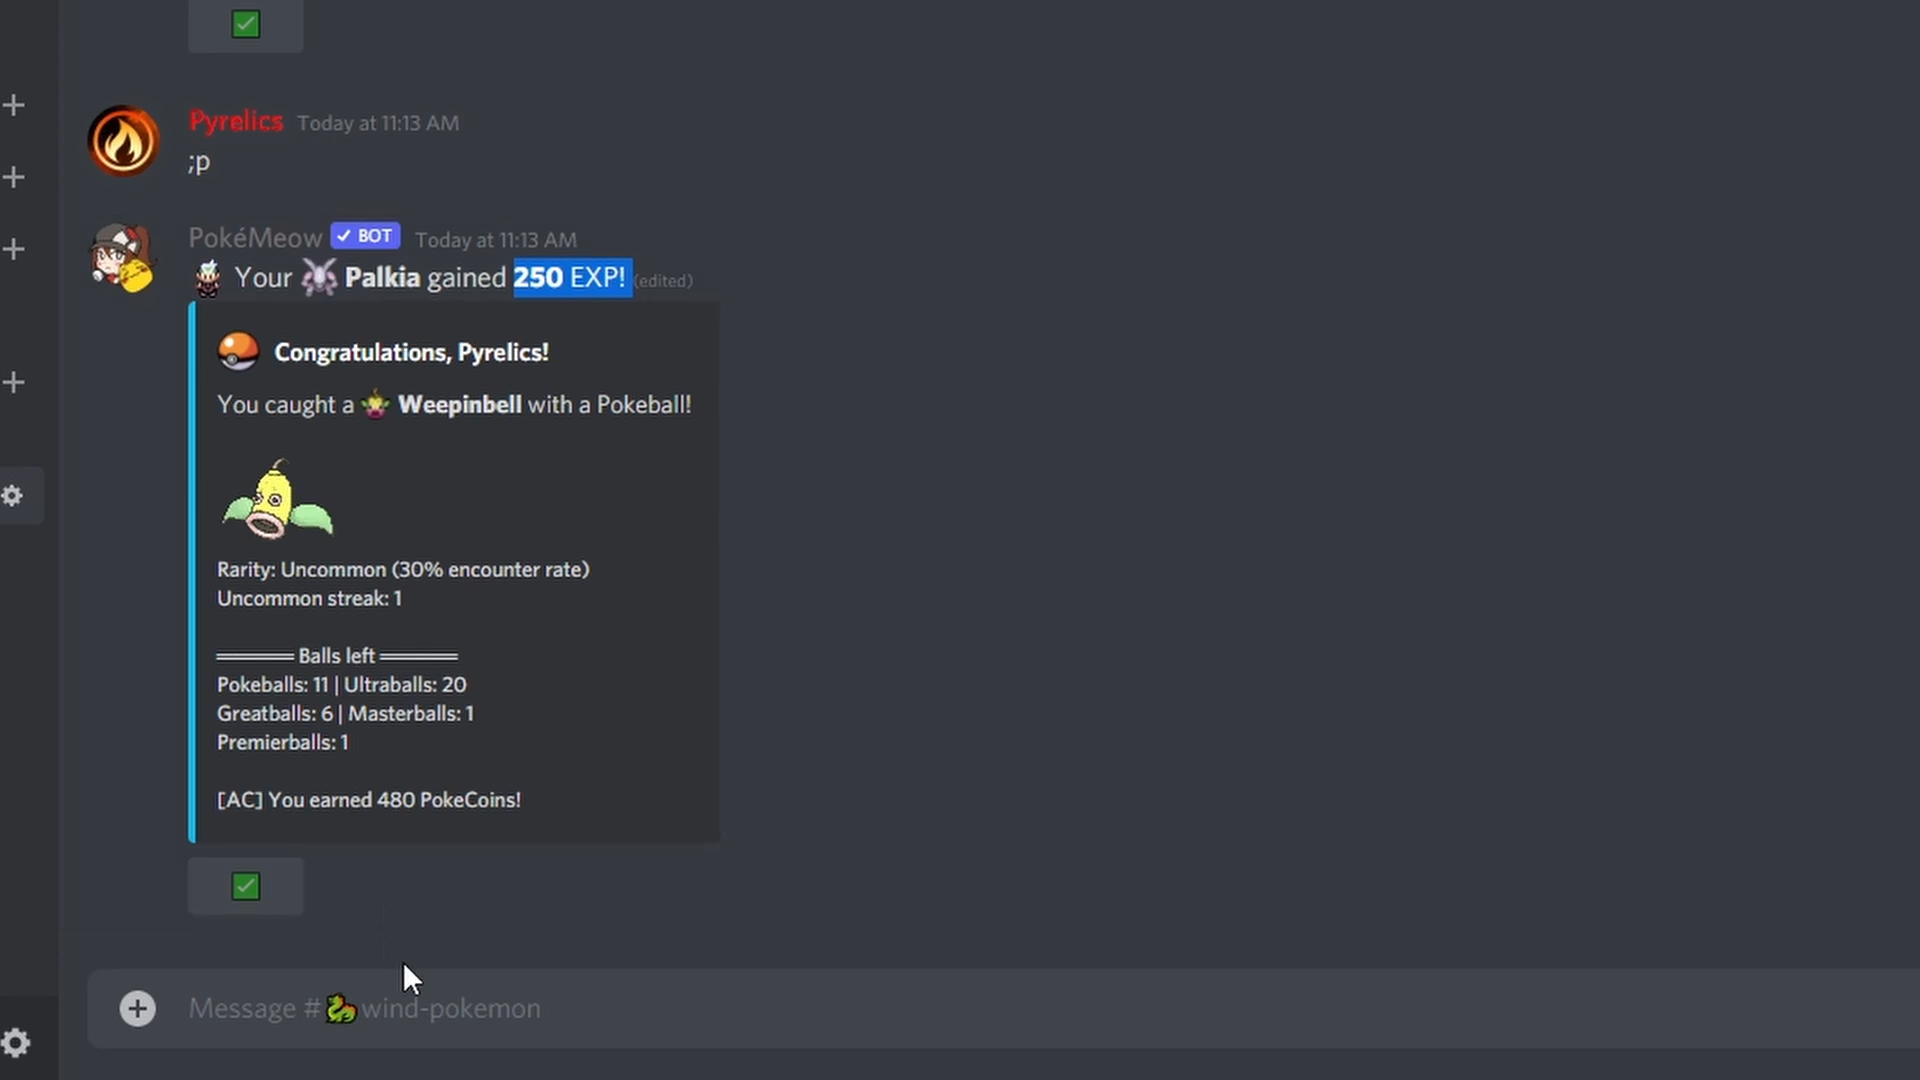 Pyrelics Today at 11:13 AM
;p
PokéMeow ✓ BOT Today at 11:13 AM
Your Palkia gained 250 EXP! (edited)
Congratulations, Pyrelics!
You caught a Weepinbell with a Pokeball!
Rarity: Uncommon (30% encounter rate)
Uncommon streak: 1
══════ Balls left ══════
Pokeballs: 11 | Ultraballs: 20
Greatballs: 6 | Masterballs: 1
Premierballs: 1
[AC] You earned 480 PokeCoins!
Message #🐉wind-pokemon